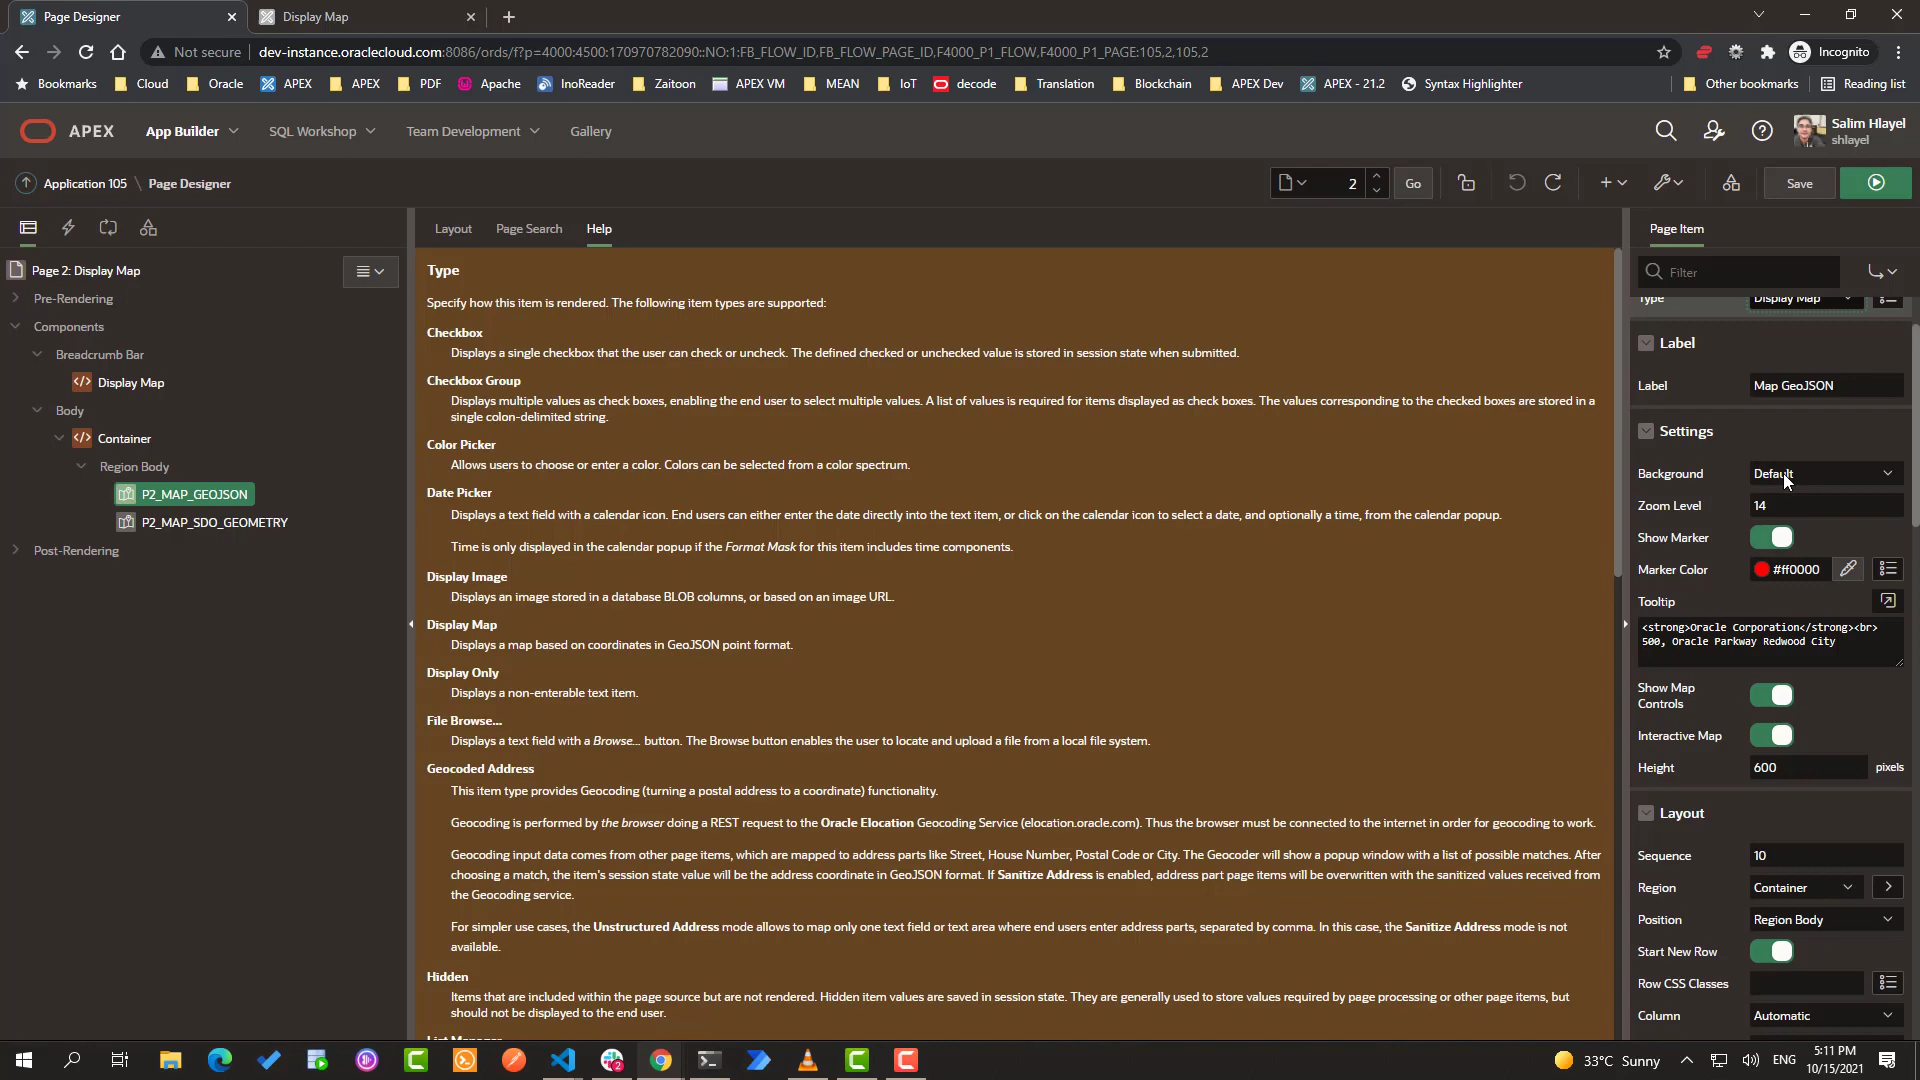 Page Designer
Display Map
Not secure
dev-instance.oraclecloud.com:8086/ords/f?p=4000:4500:170970782090::NO:1:FB_FLOW_ID,FB_FLOW_PAGE_ID,F4000_P1_FLOW,F4000_P1_PAGE:105,2,105,2
Incognito
Bookmarks Cloud Oracle APEX APEX PDF Apache InoReader Zaitoon APEX VM MEAN IoT decode Translation Blockchain APEX Dev APEX - 21.2 Syntax Highlighter Other bookmarks Reading list
APEX App Builder SQL Workshop Team Development Gallery
Salim Hlayel
shlayel
Application 105 \ Page Designer
2 Go Save
Page 2: Display Map
Pre-Rendering
Components
Breadcrumb Bar
Display Map
Body
Container
Region Body
P2_MAP_GEOJSON
P2_MAP_SDO_GEOMETRY
Post-Rendering
Layout Page Search Help
Type
Specify how this item is rendered. The following item types are supported:
Checkbox
Displays a single checkbox that the user can check or uncheck. The defined checked or unchecked value is stored in session state when submitted.
Checkbox Group
Displays multiple values as check boxes, enabling the end user to select multiple values. A list of values is required for items displayed as check boxes. The values corresponding to the checked boxes are stored in a
single colon-delimited string.
Color Picker
Allows users to choose or enter a color. Colors can be selected from a color spectrum.
Date Picker
Displays a text field with a calendar icon. End users can either enter the date directly into the text item, or click on the calendar icon to select a date, and optionally a time, from the calendar popup.
Time is only displayed in the calendar popup if the Format Mask for this item includes time components.
Display Image
Displays an image stored in a database BLOB columns, or based on an image URL.
Display Map
Displays a map based on coordinates in GeoJSON point format.
Display Only
Displays a non-enterable text item.
File Browse...
Displays a text field with a Browse... button. The Browse button enables the user to locate and upload a file from a local file system.
Geocoded Address
This item type provides Geocoding (turning a postal address to a coordinate) functionality.
Geocoding is performed by the browser doing a REST request to the Oracle Elocation Geocoding Service (elocation.oracle.com). Thus the browser must be connected to the internet in order for geocoding to work.
Geocoding input data comes from other page items, which are mapped to address parts like Street, House Number, Postal Code or City. The Geocoder will show a popup window with a list of possible matches. After
choosing a match, the item's session state value will be the address coordinate in GeoJSON format. If Sanitize Address is enabled, address part page items will be overwritten with the sanitized values received from
the Geocoding service.
For simpler use cases, the Unstructured Address mode allows to map only one text field or text area where end users enter address parts, separated by comma. In this case, the Sanitize Address mode is not
available.
Hidden
Items that are included within the page source but are not rendered. Hidden item values are saved in session state. They are generally used to store values required by page processing or other page items, but
should not be displayed to the end user.
List Manager
Page Item
Filter
Type Display Map
Label
Label Map GeoJSON
Settings
Background Default
Zoom Level 14
Show Marker
Marker Color #ff0000
Tooltip
<strong>Oracle Corporation</strong><br>
500, Oracle Parkway Redwood City
Show Map
Controls
Interactive Map
Height 600 pixels
Layout
Sequence 10
Region Container
Position Region Body
Start New Row
Row CSS Classes
Column Automatic
33°C Sunny
ENG
5:11 PM
10/15/2021